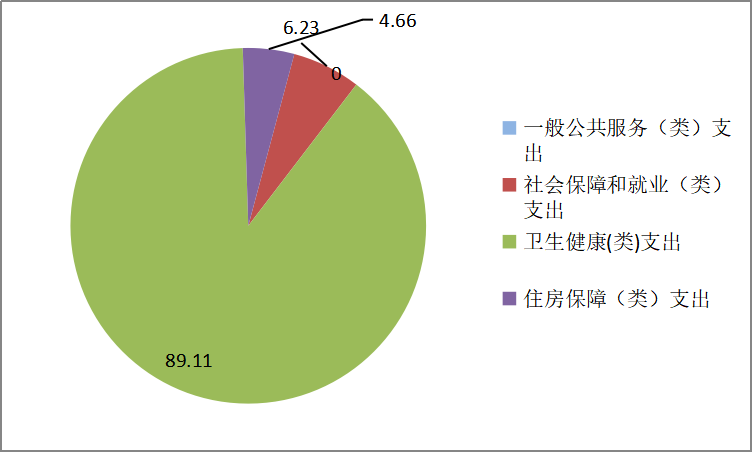 4.66
6.23
0
89.11
一般公共服务（类）支
出
社会保障和就业（类）
支出
卫生健康(类)支出
住房保障（类）支出